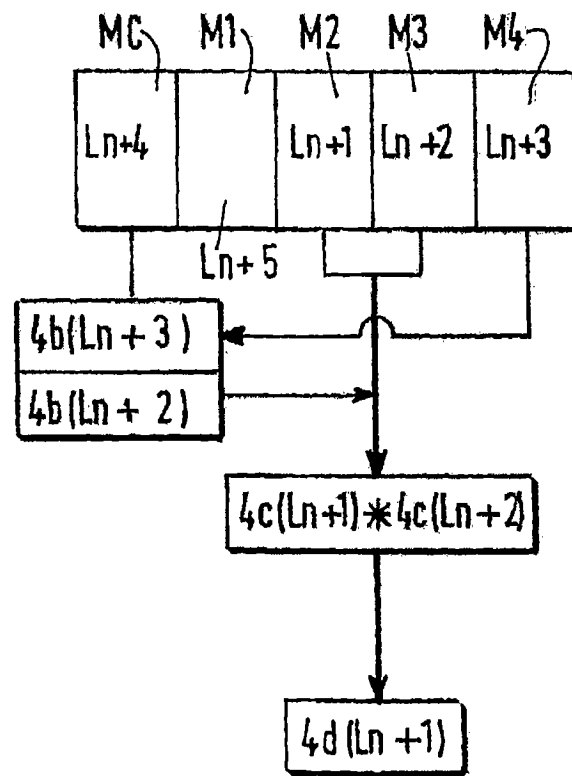 MC M1 M2 M3 M4
Ln+4 Ln+1 Ln+2 Ln+3
Ln+5
4b(Ln+3)
4b(Ln+2)
4c(Ln+1)*4c(Ln+2)
4d(Ln+1)